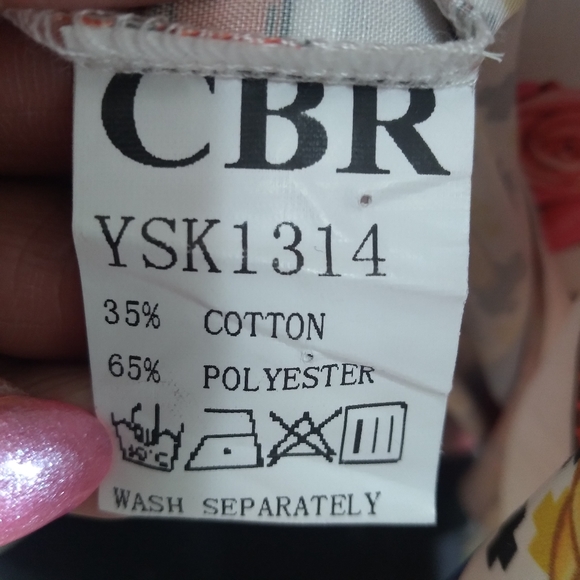 CBR
YSK1314
35% COTTON
65% POLYESTER
WASH SEPARATELY